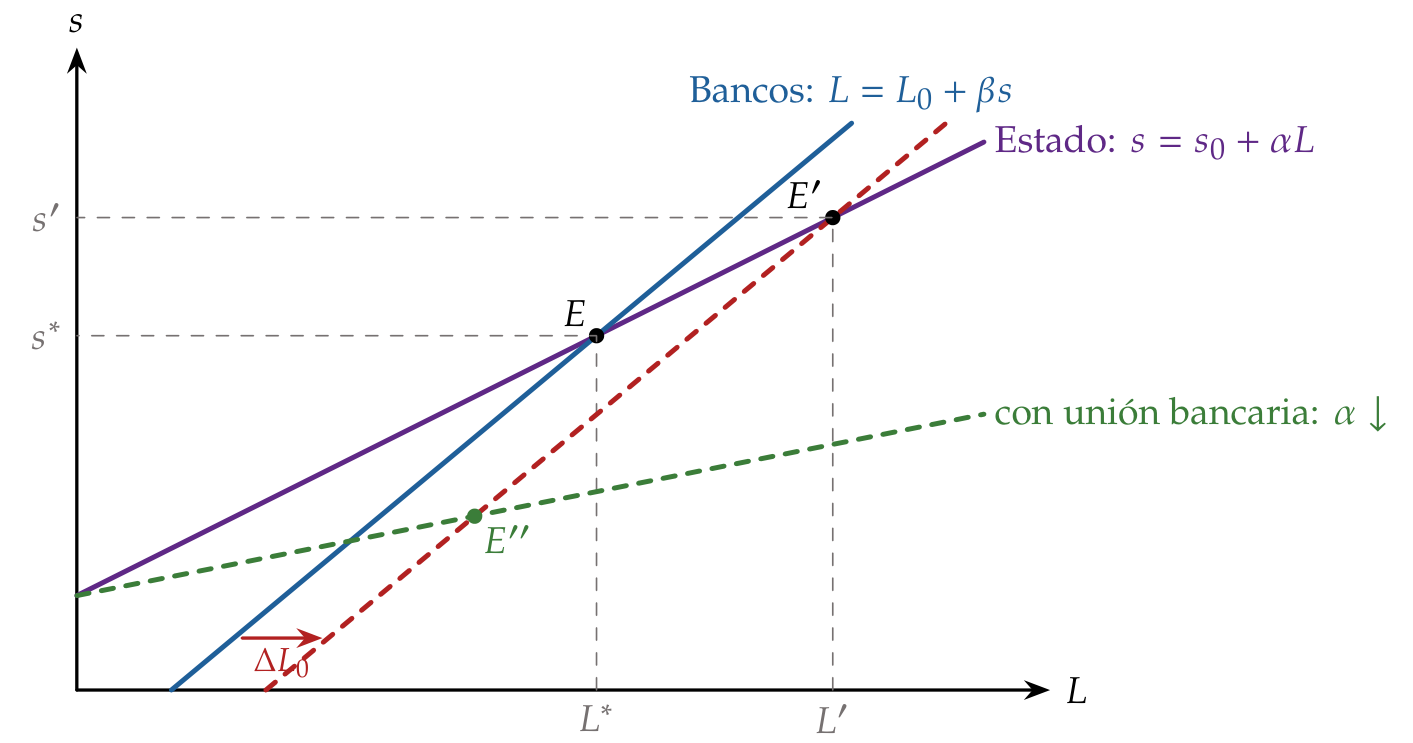 s
Bancos: L = L₀ + βs
Estado: s = s₀ + αL
E′
s′
E
s*
con unión bancaria: α ↓
E′′
ΔL₀
L
L*
L′